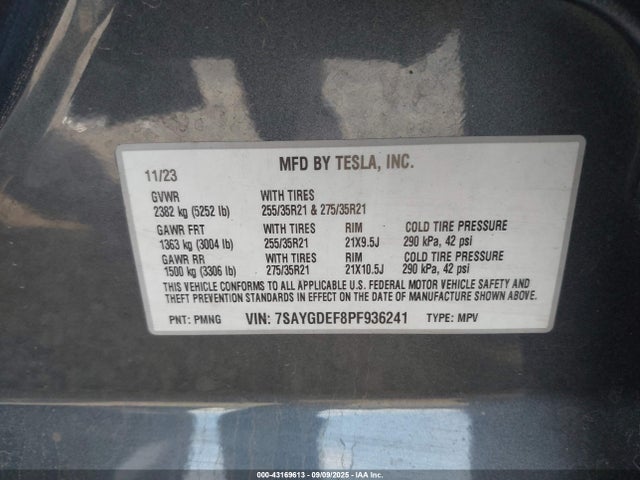 MFD BY TESLA, INC.
11/23
GVWR WITH TIRES
2382 kg (5252 lb) 255/35R21 & 275/35R21
GAWR FRT WITH TIRES RIM COLD TIRE PRESSURE
1363 kg (3004 lb) 255/35R21 21X9.5J 290 kPa, 42 psi
GAWR RR WITH TIRES RIM COLD TIRE PRESSURE
1500 kg (3306 lb) 275/35R21 21X10.5J 290 kPa, 42 psi
THIS VEHICLE CONFORMS TO ALL APPLICABLE U.S. FEDERAL MOTOR VEHICLE SAFETY AND
THEFT PREVENTION STANDARDS IN EFFECT ON THE DATE OF MANUFACTURE SHOWN ABOVE.
PNT: PMNG VIN: 7SAYGDEF8PF936241 TYPE: MPV
000-43169613 - 09/09/2025 - IAA Inc.